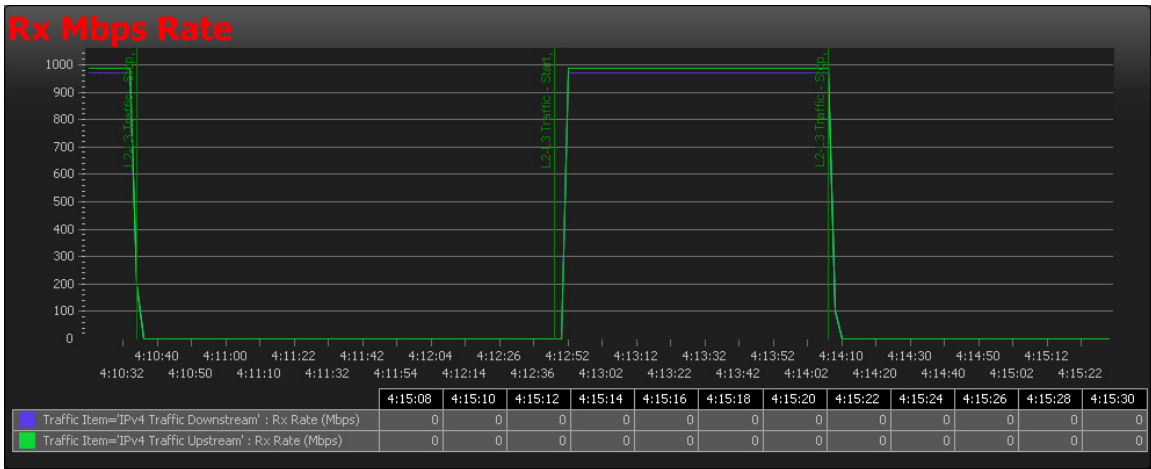 Rx Mbps Rate
1000
900
800
700
600
500
400
300
200
100
0
L2-L3 Traffic - Stop,
L2-L3 Traffic - Start,
L2-L3 Traffic - Stop,
4:10:40 4:11:00 4:11:22 4:11:42 4:12:04 4:12:26 4:12:52 4:13:12 4:13:32 4:13:52 4:14:10 4:14:30 4:14:50 4:15:12
4:10:32 4:10:50 4:11:10 4:11:32 4:11:54 4:12:14 4:12:36 4:13:02 4:13:22 4:13:42 4:14:02 4:14:20 4:14:40 4:15:02 4:15:22
4:15:08 4:15:10 4:15:12 4:15:14 4:15:16 4:15:18 4:15:20 4:15:22 4:15:24 4:15:26 4:15:28 4:15:30
Traffic Item='IPv4 Traffic Downstream' : Rx Rate (Mbps) 0 0 0 0 0 0 0 0 0 0 0 0
Traffic Item='IPv4 Traffic Upstream' : Rx Rate (Mbps) 0 0 0 0 0 0 0 0 0 0 0 0